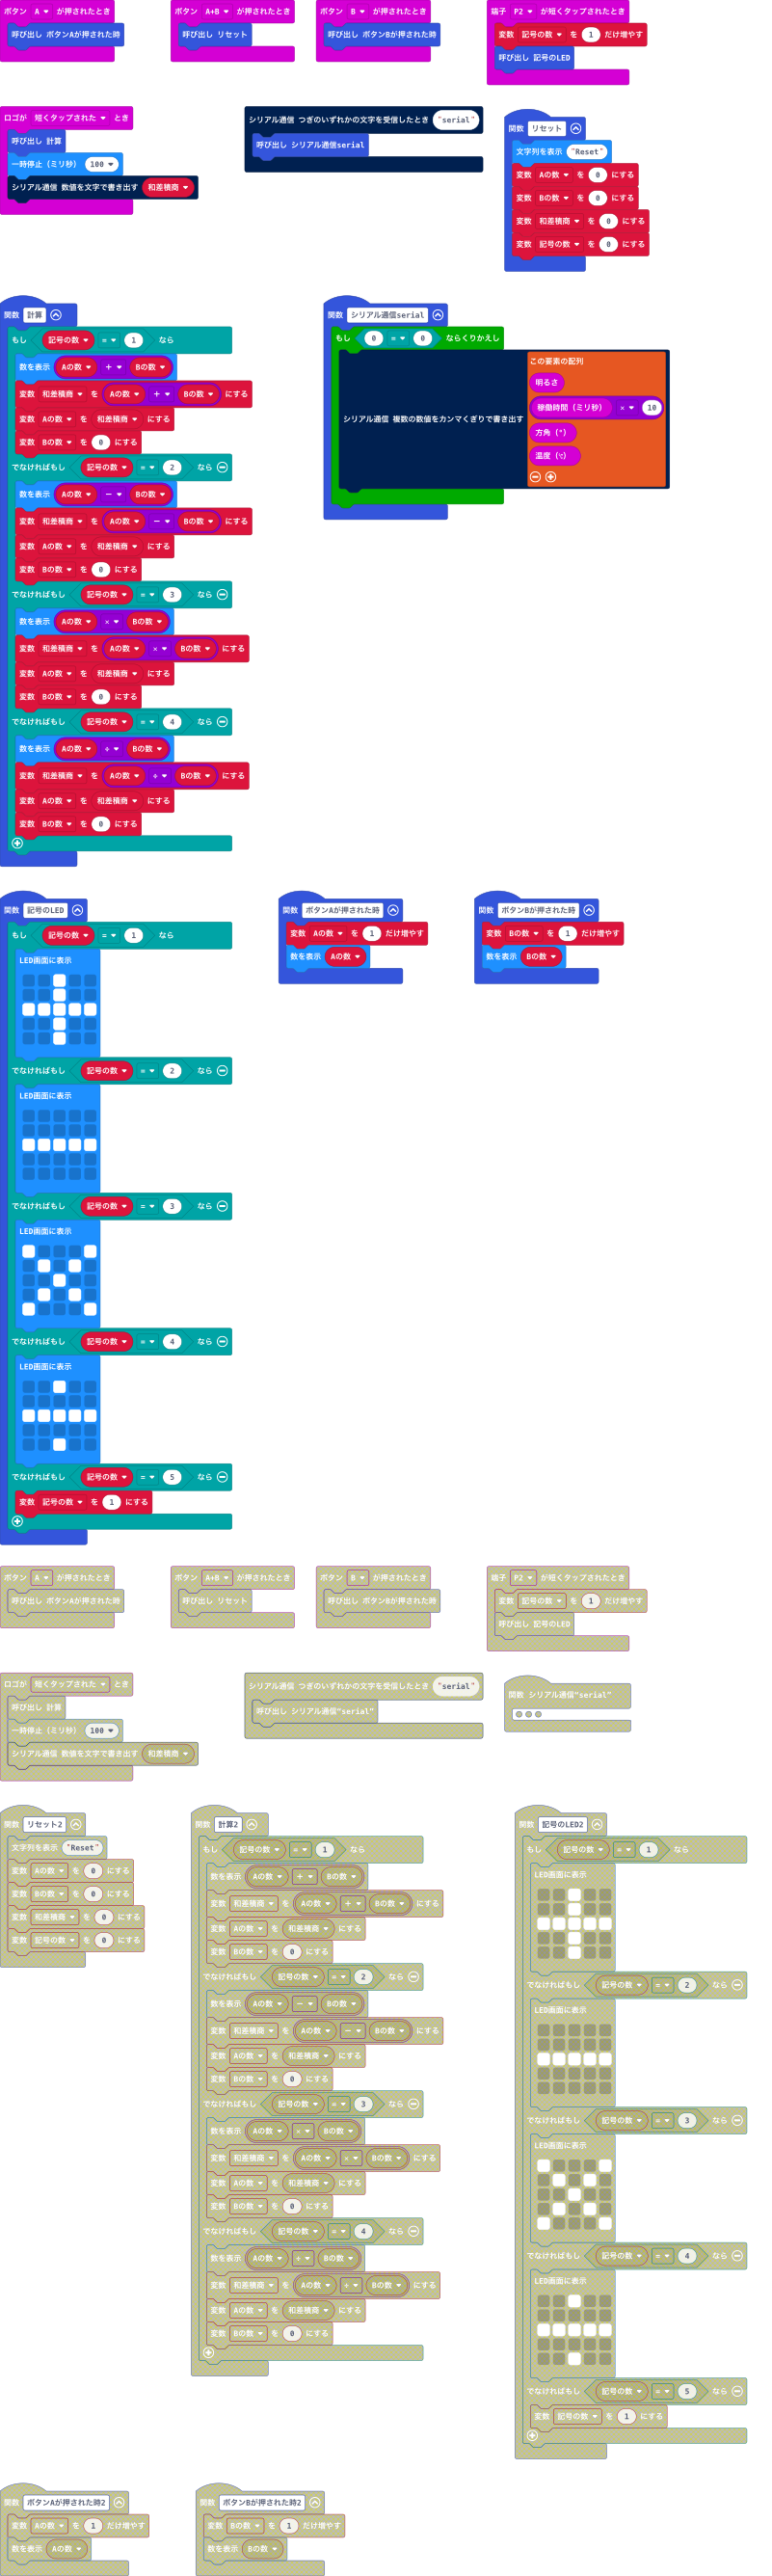 ボタン A が押されたとき
呼び出し ボタンAが押された時
ボタン A+B が押されたとき
呼び出し リセット
ボタン B が押されたとき
呼び出し ボタンBが押された時
端子 P2 が短くタップされたとき
変数 記号の数 を 1 だけ増やす
呼び出し 記号のLED
ロゴが 短くタップされた とき
呼び出し 計算
一時停止（ミリ秒） 100
シリアル通信 数値を文字で書き出す 和差積商
シリアル通信 つぎのいずれかの文字を受信したとき "serial"
呼び出し シリアル通信serial
関数 リセット
文字列を表示 "Reset"
変数 Aの数 を 0 にする
変数 Bの数 を 0 にする
変数 和差積商 を 0 にする
変数 記号の数 を 0 にする
関数 計算
もし 記号の数 = 1 なら
数を表示 Aの数 + Bの数
変数 和差積商 を Aの数 + Bの数 にする
変数 Aの数 を 和差積商 にする
変数 Bの数 を 0 にする
でなければもし 記号の数 = 2 なら
数を表示 Aの数 - Bの数
変数 和差積商 を Aの数 - Bの数 にする
変数 Aの数 を 和差積商 にする
変数 Bの数 を 0 にする
でなければもし 記号の数 = 3 なら
数を表示 Aの数 × Bの数
変数 和差積商 を Aの数 × Bの数 にする
変数 Aの数 を 和差積商 にする
変数 Bの数 を 0 にする
でなければもし 記号の数 = 4 なら
数を表示 Aの数 ÷ Bの数
変数 和差積商 を Aの数 ÷ Bの数 にする
変数 Aの数 を 和差積商 にする
変数 Bの数 を 0 にする
関数 シリアル通信serial
もし 0 = 0 ならくりかえし
シリアル通信 複数の数値をカンマくぎりで書き出す
この要素の配列
明るさ
稼働時間（ミリ秒） × 10
方角（°）
温度（℃）
関数 記号のLED
もし 記号の数 = 1 なら
LED画面に表示
でなければもし 記号の数 = 2 なら
LED画面に表示
でなければもし 記号の数 = 3 なら
LED画面に表示
でなければもし 記号の数 = 4 なら
LED画面に表示
でなければもし 記号の数 = 5 なら
変数 記号の数 を 1 にする
関数 ボタンAが押された時
変数 Aの数 を 1 だけ増やす
数を表示 Aの数
関数 ボタンBが押された時
変数 Bの数 を 1 だけ増やす
数を表示 Bの数
ボタン A が押されたとき
呼び出し ボタンAが押された時
ボタン A+B が押されたとき
呼び出し リセット
ボタン B が押されたとき
呼び出し ボタンBが押された時
端子 P2 が短くタップされたとき
変数 記号の数 を 1 だけ増やす
呼び出し 記号のLED
ロゴが 短くタップされた とき
呼び出し 計算
一時停止（ミリ秒） 100
シリアル通信 数値を文字で書き出す 和差積商
シリアル通信 つぎのいずれかの文字を受信したとき "serial"
呼び出し シリアル通信"serial"
関数 シリアル通信"serial"
関数 リセット2
文字列を表示 "Reset"
変数 Aの数 を 0 にする
変数 Bの数 を 0 にする
変数 和差積商 を 0 にする
変数 記号の数 を 0 にする
関数 計算2
もし 記号の数 = 1 なら
数を表示 Aの数 + Bの数
変数 和差積商 を Aの数 + Bの数 にする
変数 Aの数 を 和差積商 にする
変数 Bの数 を 0 にする
でなければもし 記号の数 = 2 なら
数を表示 Aの数 - Bの数
変数 和差積商 を Aの数 - Bの数 にする
変数 Aの数 を 和差積商 にする
変数 Bの数 を 0 にする
でなければもし 記号の数 = 3 なら
数を表示 Aの数 × Bの数
変数 和差積商 を Aの数 × Bの数 にする
変数 Aの数 を 和差積商 にする
変数 Bの数 を 0 にする
でなければもし 記号の数 = 4 なら
数を表示 Aの数 ÷ Bの数
変数 和差積商 を Aの数 ÷ Bの数 にする
変数 Aの数 を 和差積商 にする
変数 Bの数 を 0 にする
関数 記号のLED2
もし 記号の数 = 1 なら
LED画面に表示
でなければもし 記号の数 = 2 なら
LED画面に表示
でなければもし 記号の数 = 3 なら
LED画面に表示
でなければもし 記号の数 = 4 なら
LED画面に表示
でなければもし 記号の数 = 5 なら
変数 記号の数 を 1 にする
関数 ボタンAが押された時2
変数 Aの数 を 1 だけ増やす
数を表示 Aの数
関数 ボタンBが押された時2
変数 Bの数 を 1 だけ増やす
数を表示 Bの数